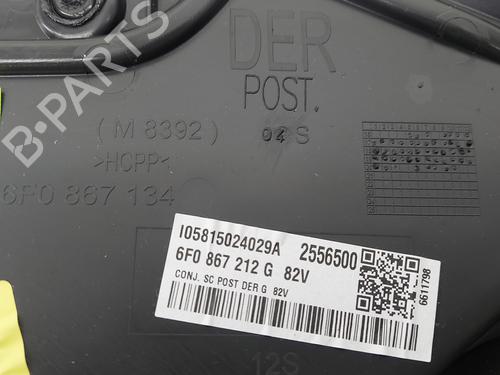 B-PARTS
DER
POST.
( M 8392 )
04 S
>HCPP<
6F0 867 134
I05815024029A 2556500
6F0 867 212 G 82V
CONJ. SC POST DER G 82V
6611798
12S